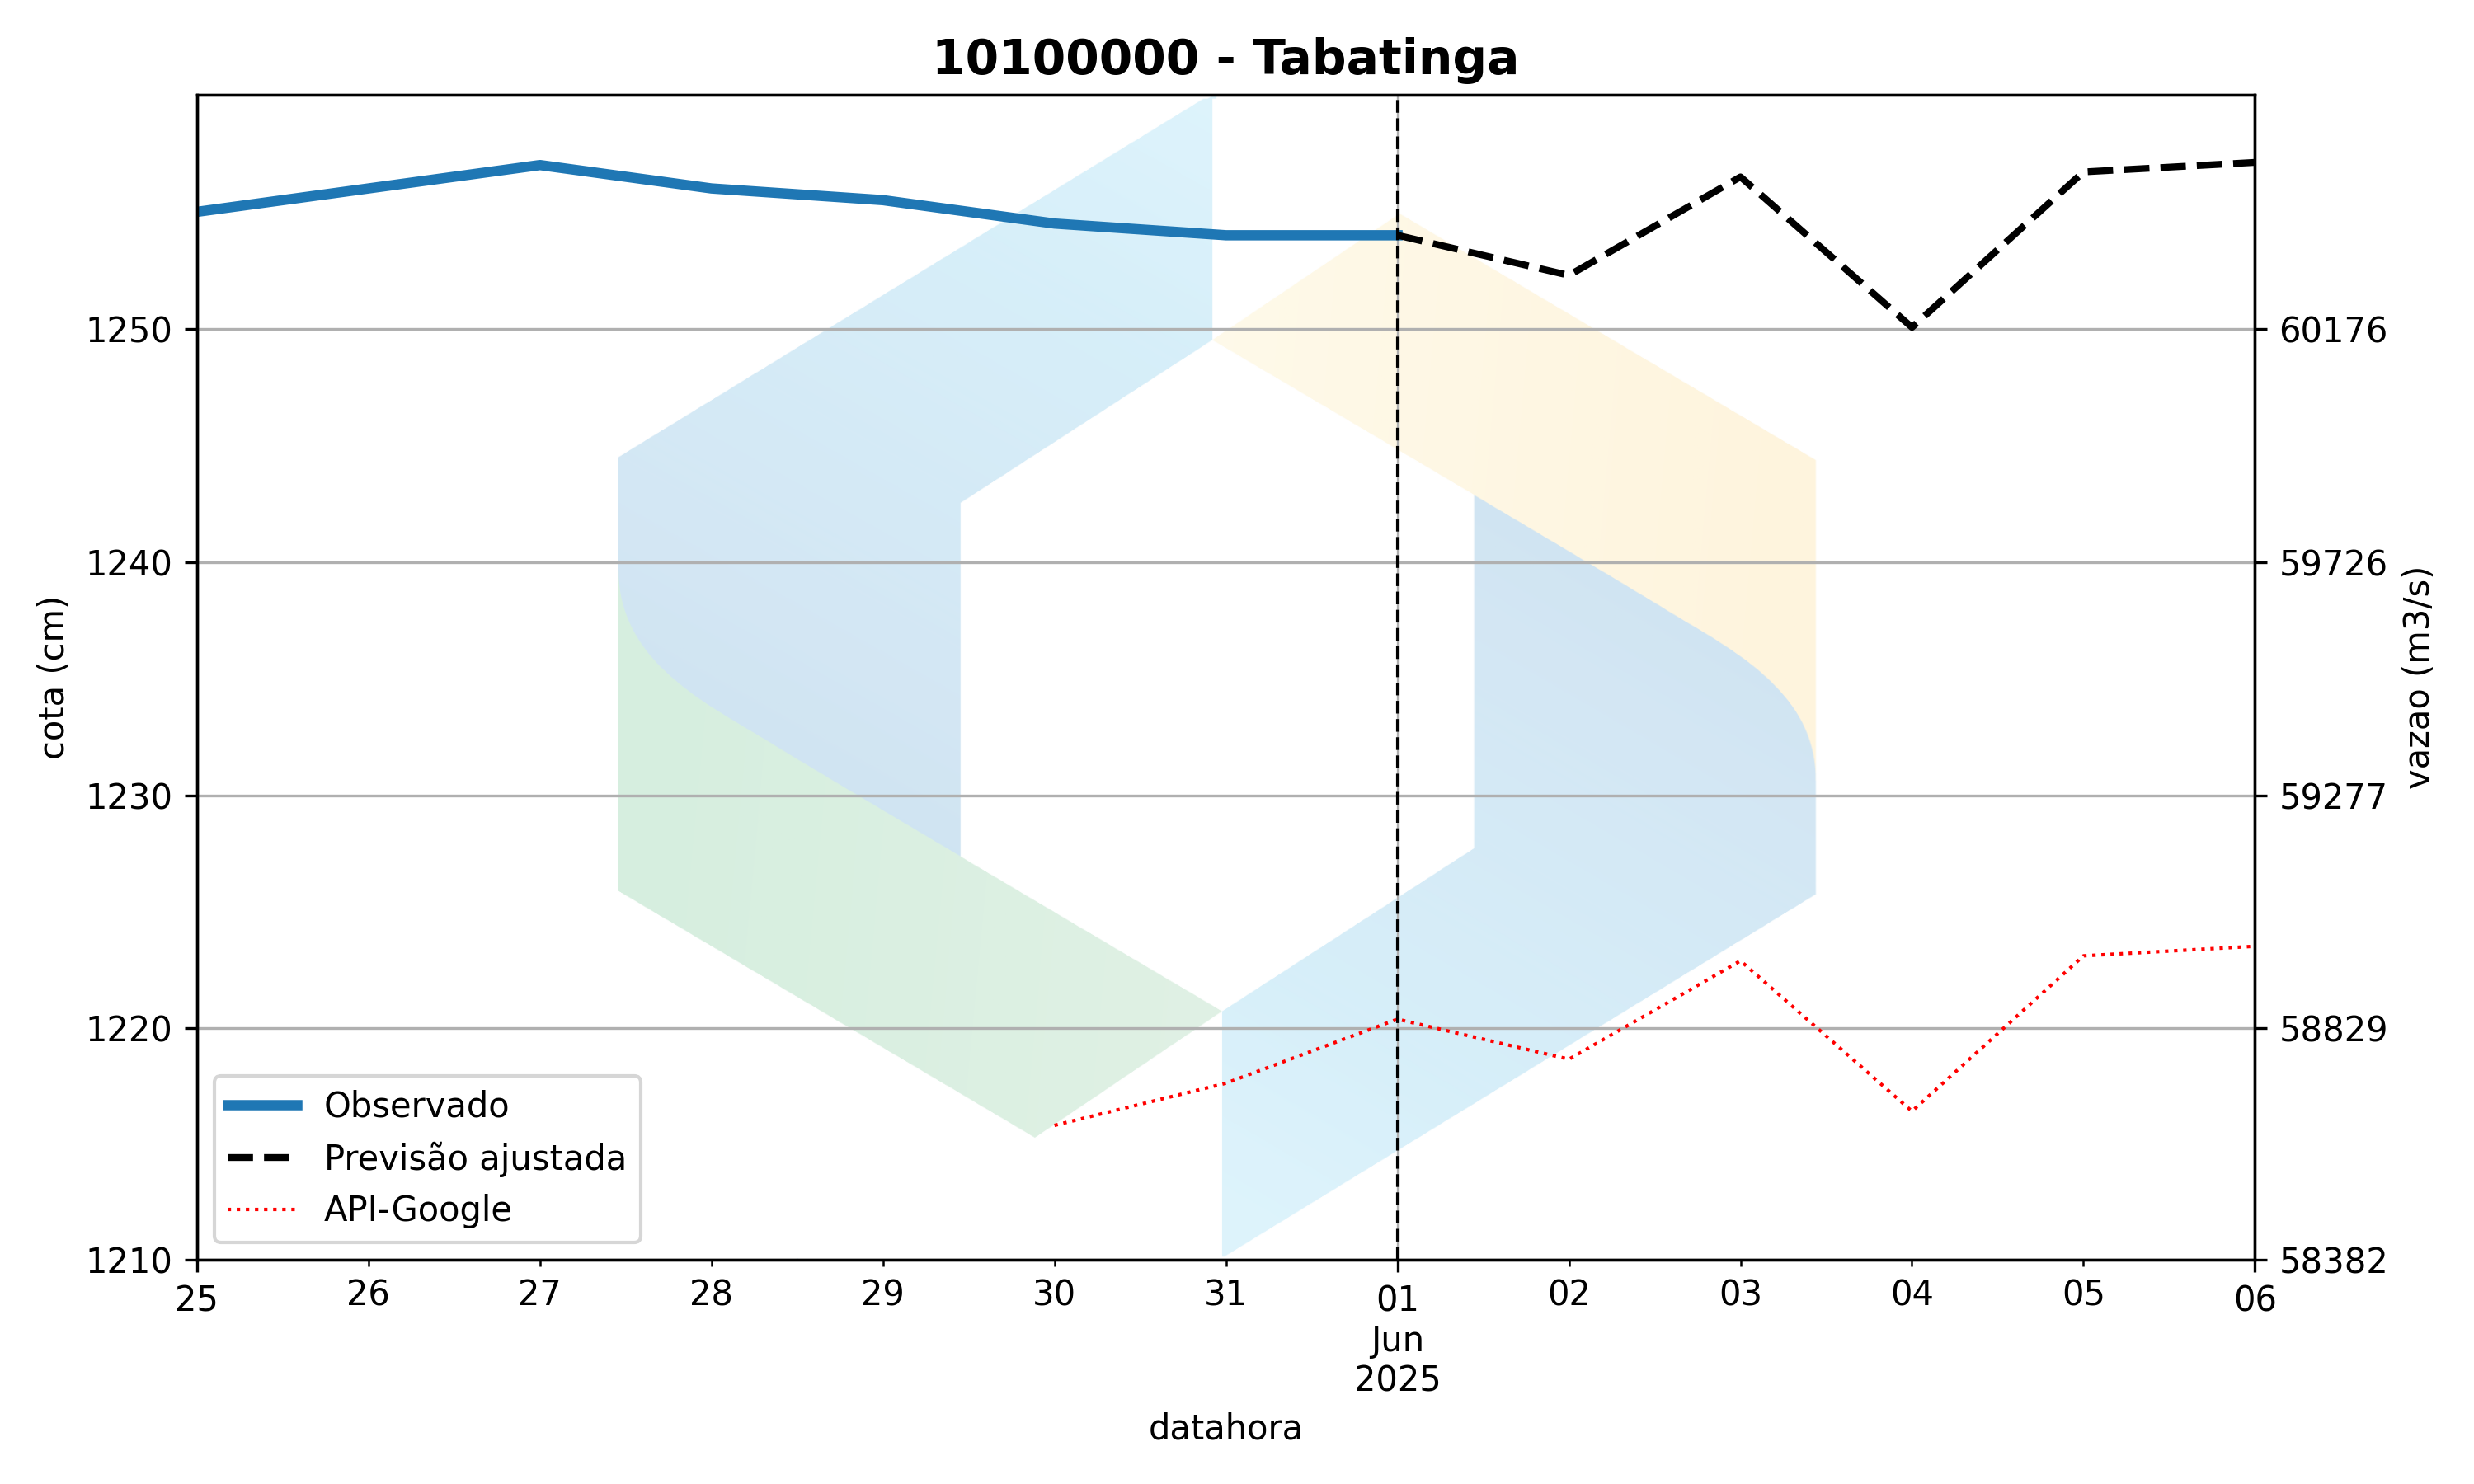 10100000 - Tabatinga
1250
1240
1230
1220
1210
cota (cm)
60176
59726
59277
58829
58382
vazao (m3/s)
Observado
Previsão ajustada
API-Google
25 26 27 28 29 30 31 01 02 03 04 05 06
Jun
2025
datahora